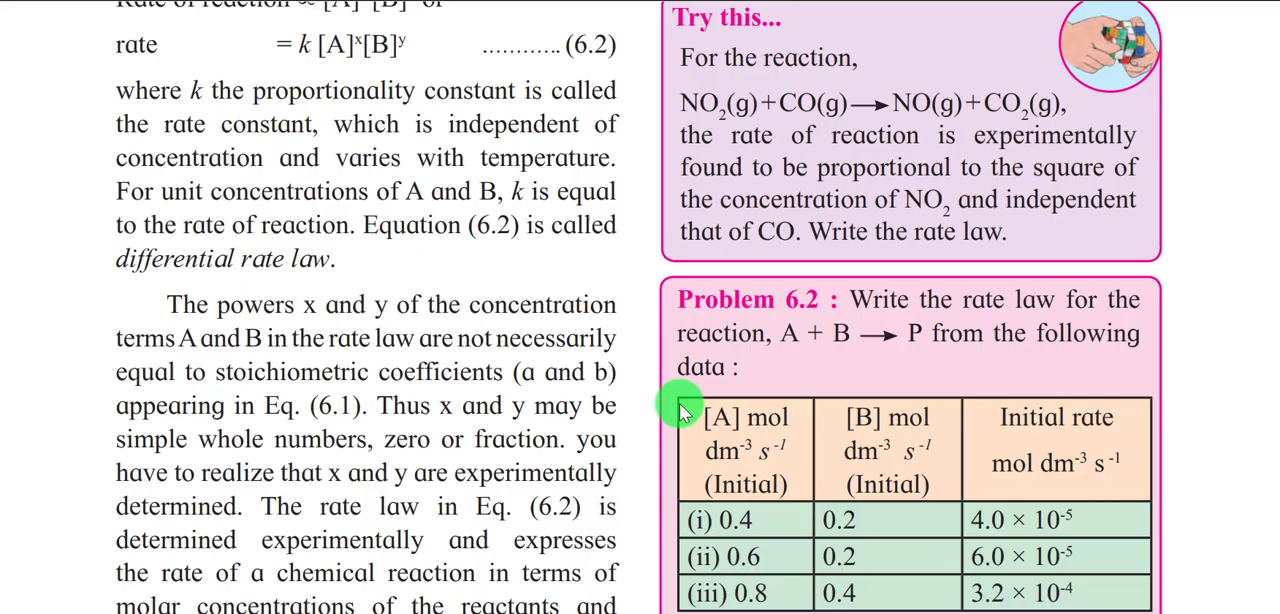 Rate of reaction ∝ [A] [B] or
rate = k [A]ˣ[B]ʸ ............ (6.2)
where k the proportionality constant is called
the rate constant, which is independent of
concentration and varies with temperature.
For unit concentrations of A and B, k is equal
to the rate of reaction. Equation (6.2) is called
differential rate law.
The powers x and y of the concentration
terms A and B in the rate law are not necessarily
equal to stoichiometric coefficients (a and b)
appearing in Eq. (6.1). Thus x and y may be
simple whole numbers, zero or fraction. you
have to realize that x and y are experimentally
determined. The rate law in Eq. (6.2) is
determined experimentally and expresses
the rate of a chemical reaction in terms of
molar concentrations of the reactants and
Try this...
For the reaction,
NO₂(g)+CO(g)⟶NO(g)+CO₂(g),
the rate of reaction is experimentally
found to be proportional to the square of
the concentration of NO₂ and independent
that of CO. Write the rate law.
Problem 6.2 : Write the rate law for the
reaction, A + B ⟶ P from the following
data :
[A] mol dm⁻³ s⁻¹ (Initial) [B] mol dm⁻³ s⁻¹ (Initial) Initial rate mol dm⁻³ s⁻¹
(i) 0.4 0.2 4.0 × 10⁻⁵
(ii) 0.6 0.2 6.0 × 10⁻⁵
(iii) 0.8 0.4 3.2 × 10⁻⁴